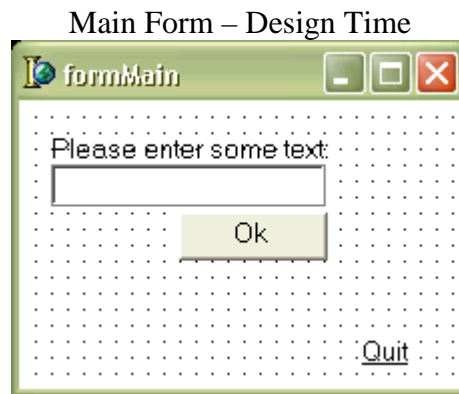 Main Form – Design Time
formMain
Please enter some text:
Ok
Quit